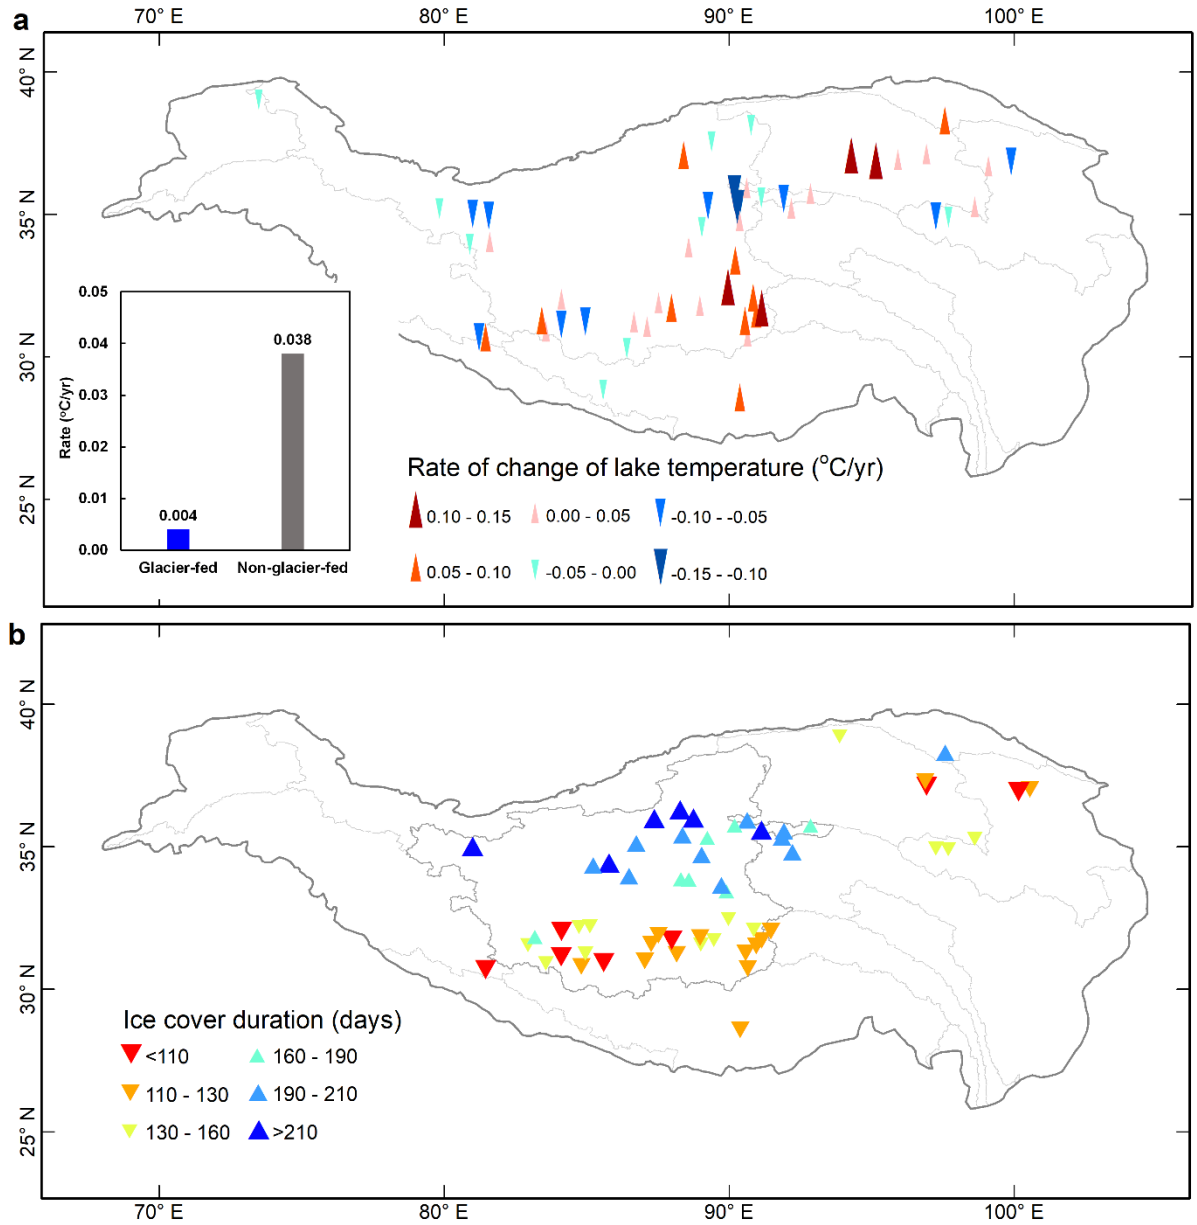 a
70° E 80° E 90° E 100° E
40° N
35° N
30° N
25° N
0.05
0.04
0.03
0.02
0.01
0.00
Rate (°C/yr)
0.038
0.004
Glacier-fed Non-glacier-fed
Rate of change of lake temperature (°C/yr)
0.10 - 0.15 0.00 - 0.05 -0.10 - -0.05
0.05 - 0.10 -0.05 - 0.00 -0.15 - -0.10
b
40° N
35° N
30° N
25° N
Ice cover duration (days)
<110 160 - 190
110 - 130 190 - 210
130 - 160 >210
70° E 80° E 90° E 100° E